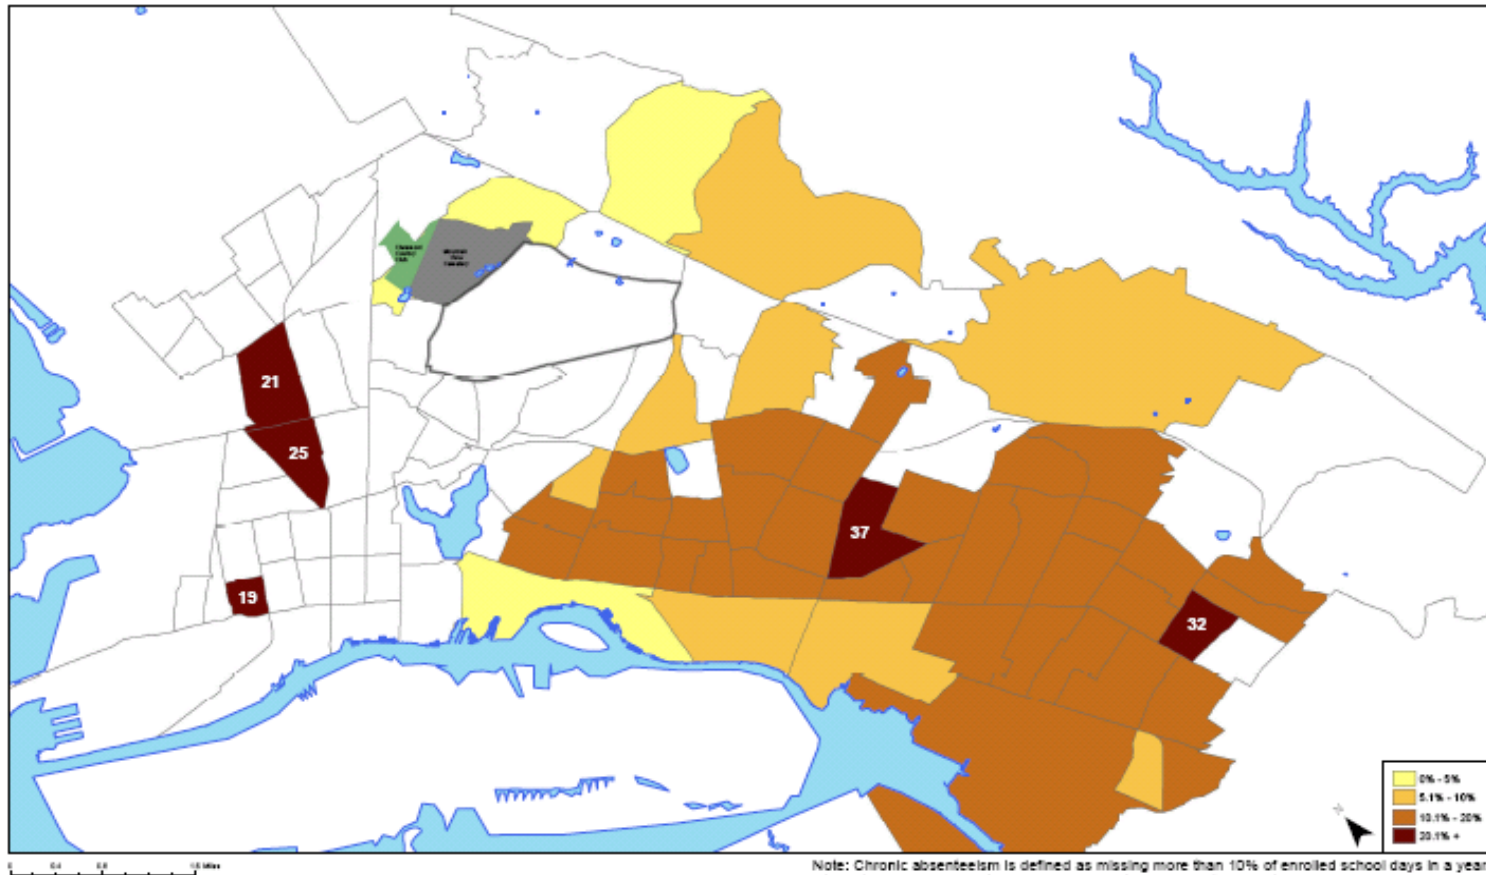 21
25
37
19
32
0% - 5%
5.1% - 10%
10.1% - 20%
20.1% +
Note: Chronic absenteeism is defined as missing more than 10% of enrolled school days in a year